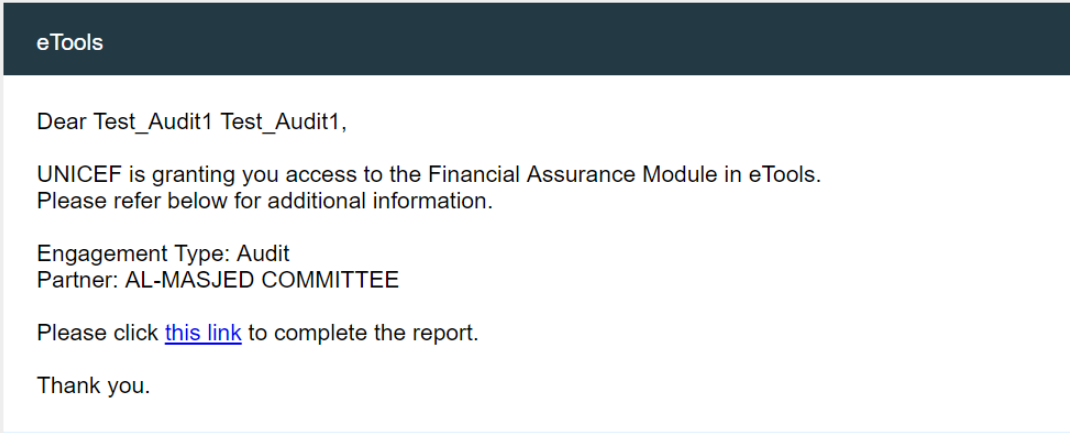 eTools
Dear Test_Audit1 Test_Audit1,
UNICEF is granting you access to the Financial Assurance Module in eTools.
Please refer below for additional information.
Engagement Type: Audit
Partner: AL-MASJED COMMITTEE
Please click this link to complete the report.
Thank you.